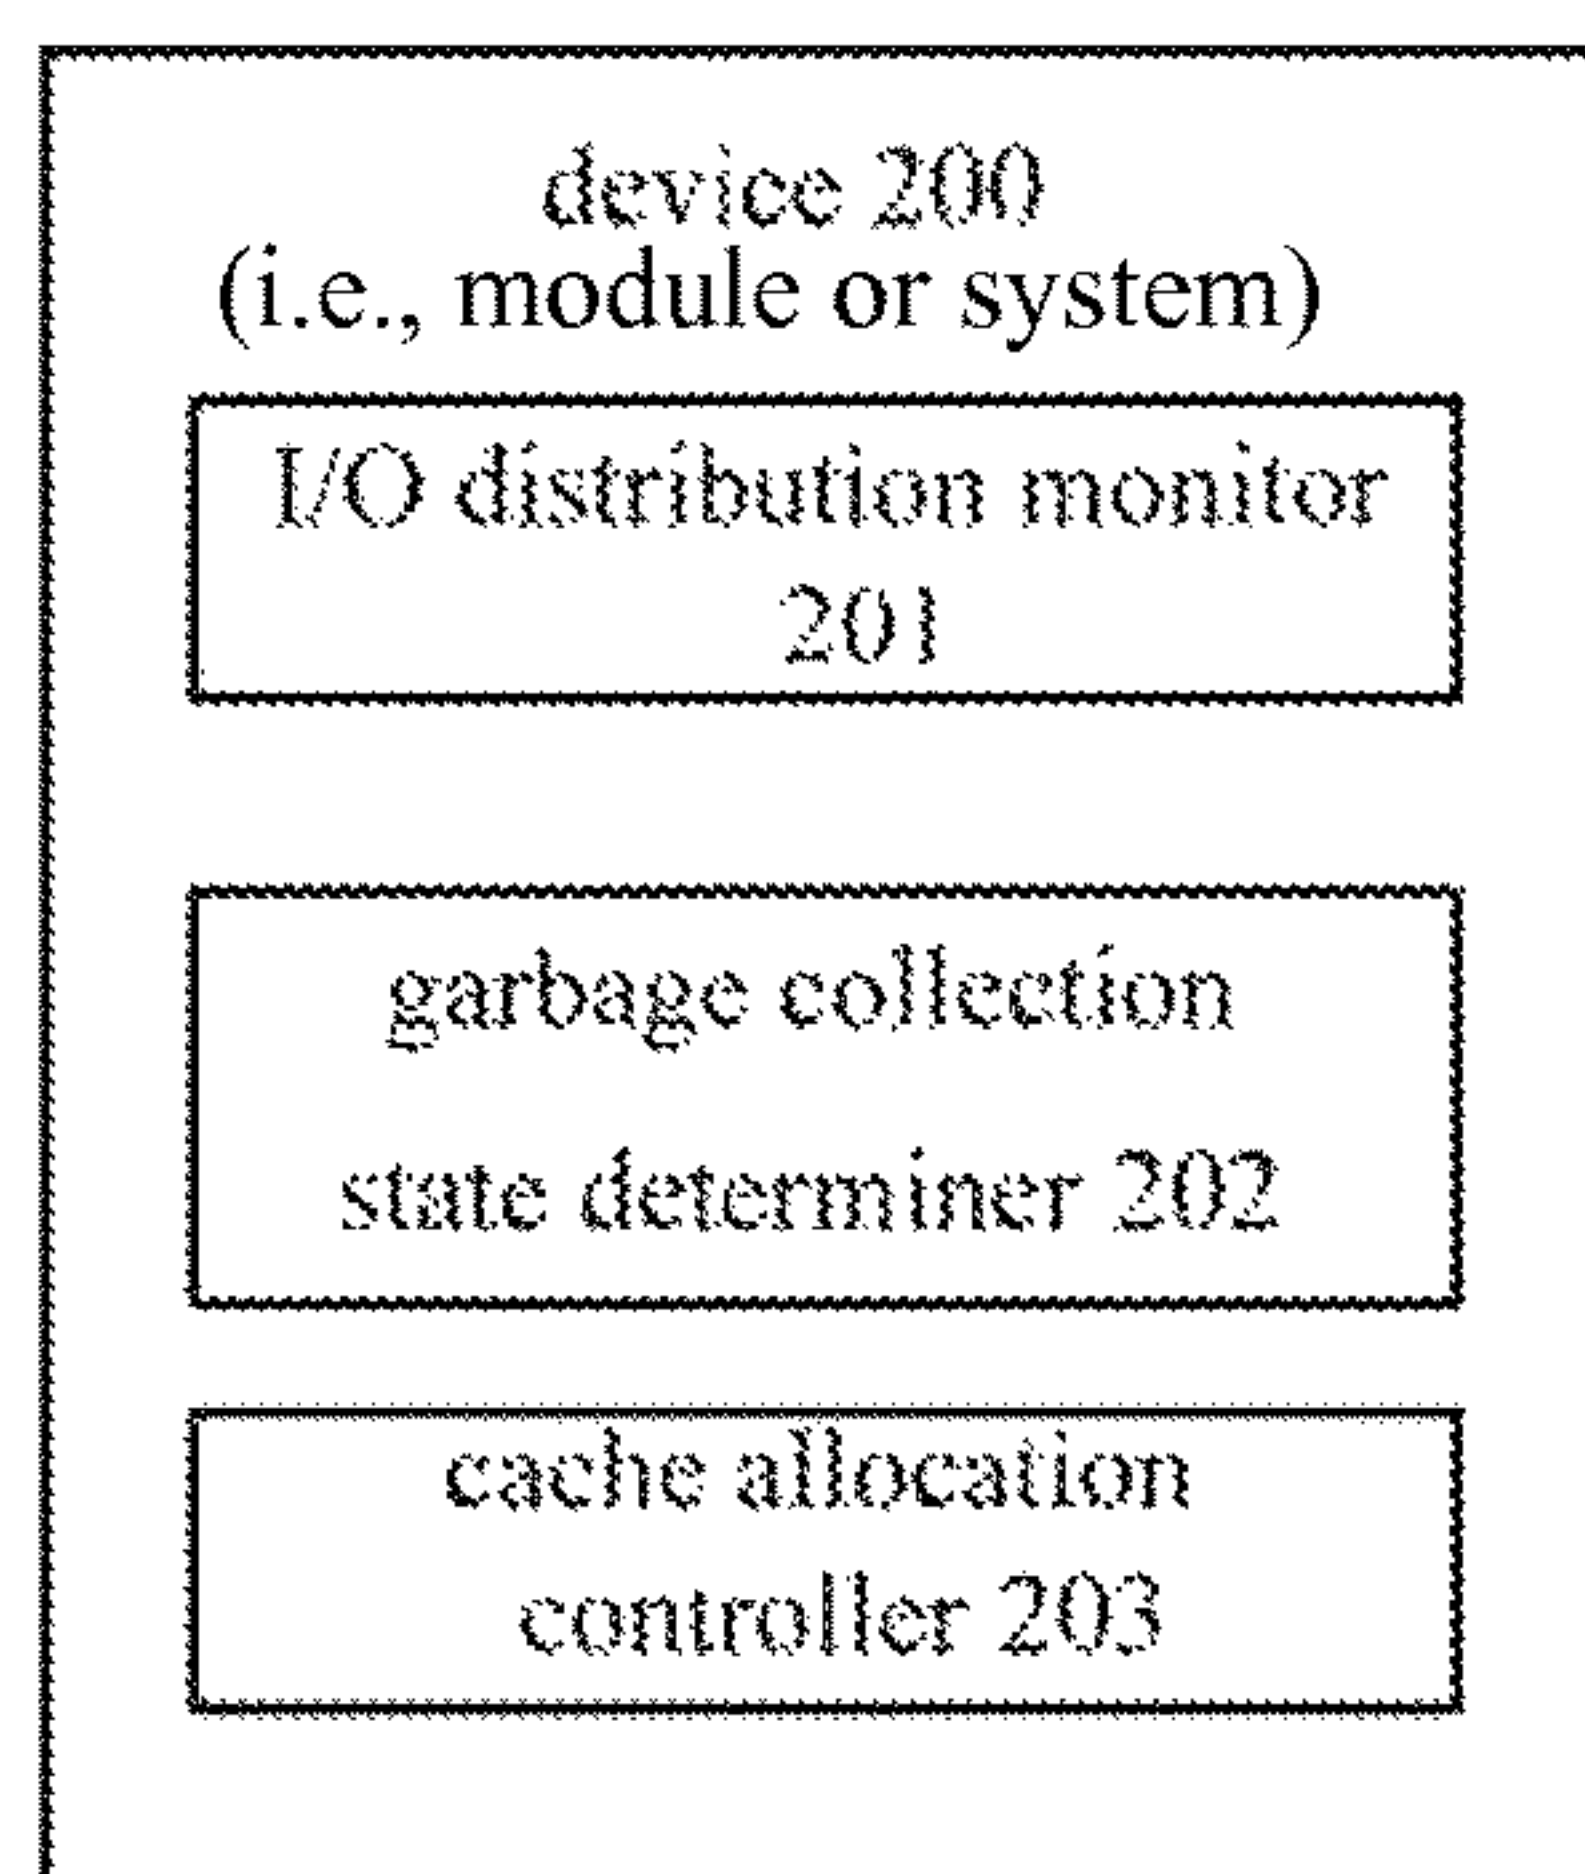 device 200
(i.e., module or system)
I/O distribution monitor
201
garbage collection
state determiner 202
cache allocation
controller 203